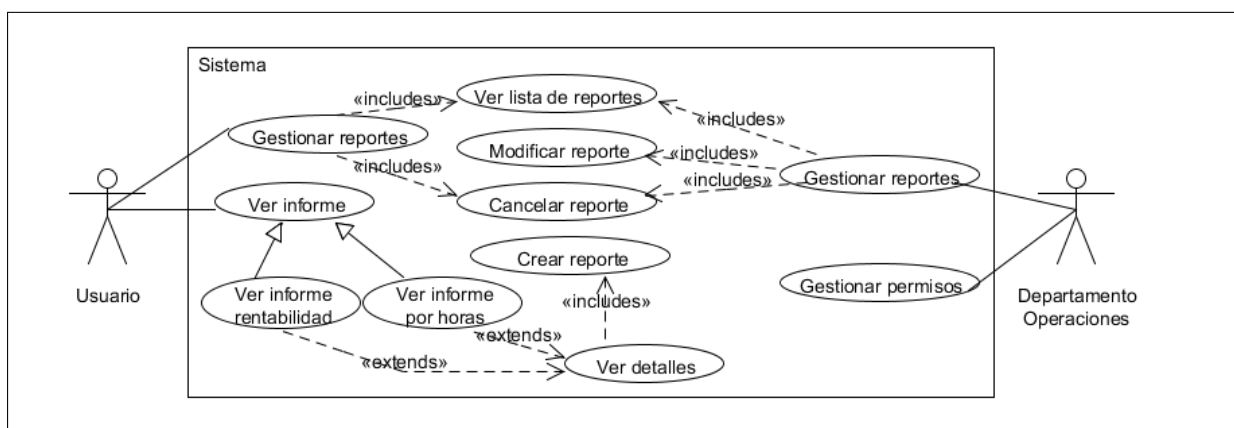 Sistema
«includes»
Ver lista de reportes
Gestionar reportes
«includes»
Modificar reporte
«includes»
«includes»
«includes»
Gestionar reportes
Ver informe
Cancelar reporte
Crear reporte
Usuario
Ver informe
rentabilidad
Ver informe
por horas
«includes»
Gestionar permisos
Departamento
Operaciones
«extends»
«extends»
Ver detalles